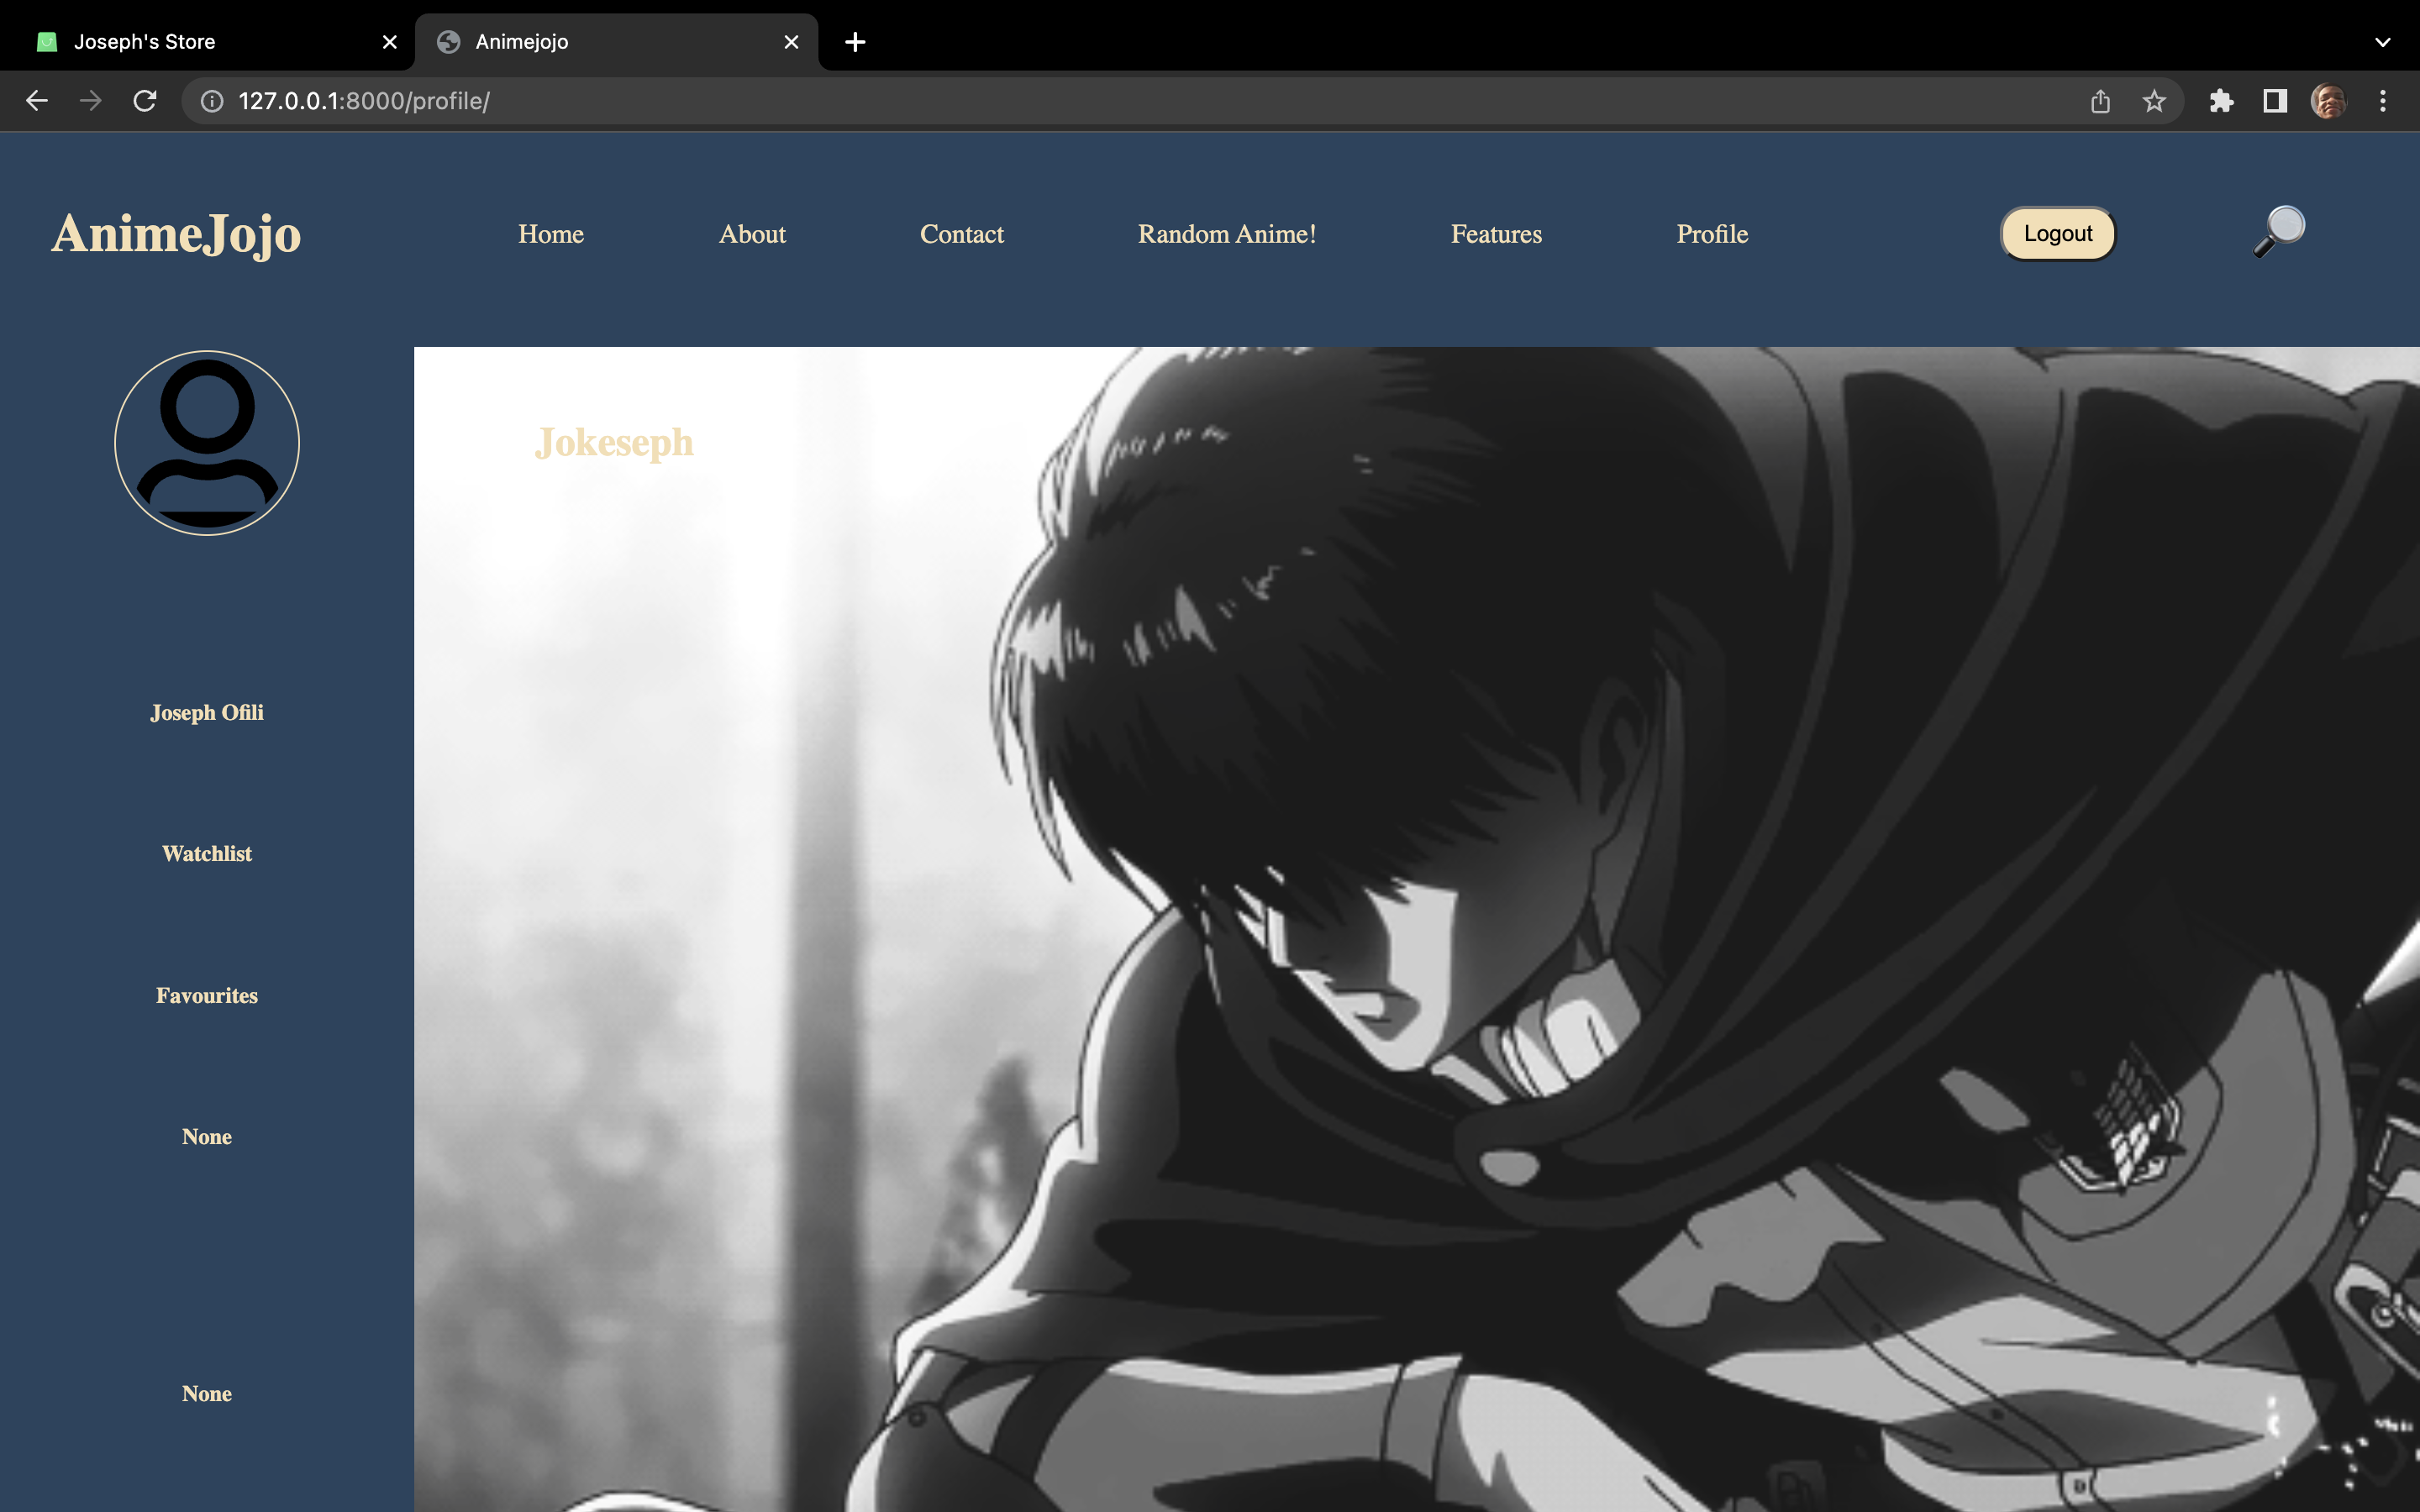 Joseph's Store
Animejojo
127.0.0.1:8000/profile/
AnimeJojo
Home
About
Contact
Random Anime!
Features
Profile
Logout
Jokeseph
Joseph Ofili
Watchlist
Favourites
None
None